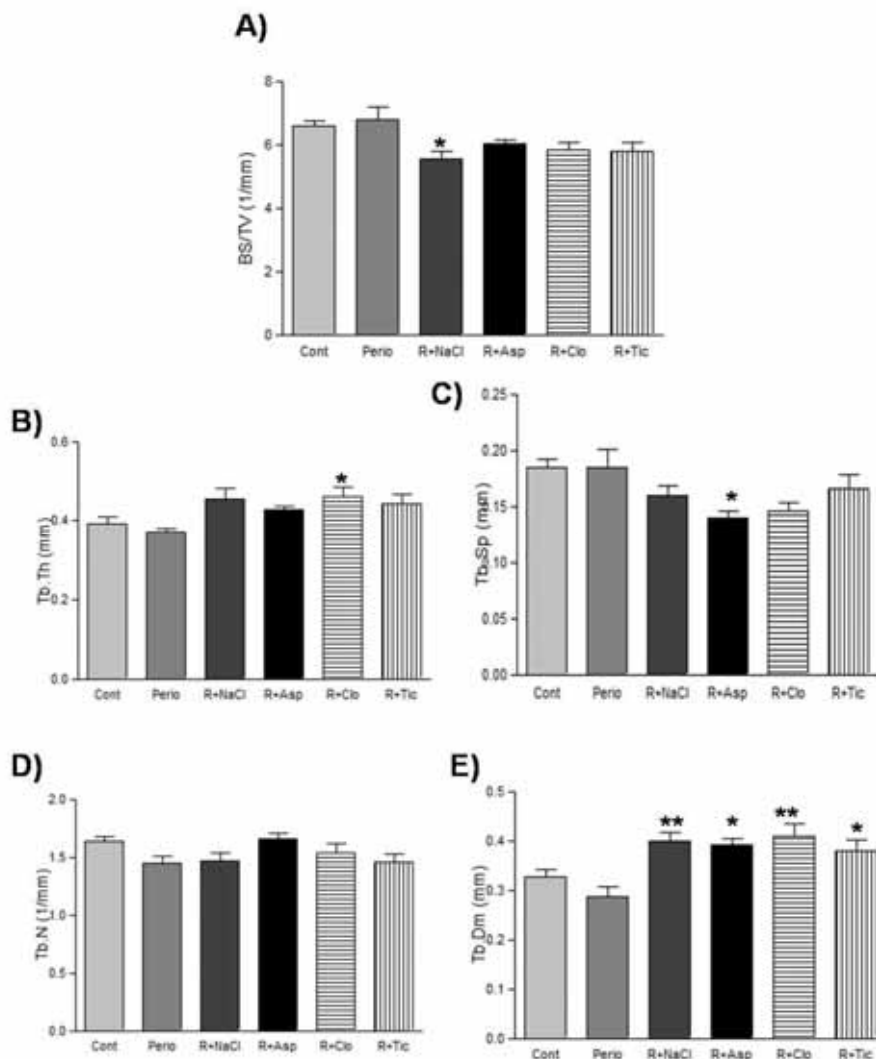 A)
BS/TV (1/mm)
8
6
4
2
0
*
Cont Perio R+NaCl R+Asp R+Clo R+Tic
B)
Tb.Th (mm)
0.6
0.4
0.2
0.0
*
Cont Perio R+NaCl R+Asp R+Clo R+Tic
C)
Tb.Sp (mm)
0.25
0.20
0.15
0.10
0.05
0.00
*
Cont Perio R+NaCl R+Asp R+Clo R+Tic
D)
Tb.N (1/mm)
2.0
1.5
1.0
0.5
0.0
Cont Perio R+NaCl R+Asp R+Clo R+Tic
E)
Tb.Dm (mm)
0.5
0.4
0.3
0.2
0.1
0.0
** * ** *
Cont Perio R+NaCl R+Asp R+Clo R+Tic